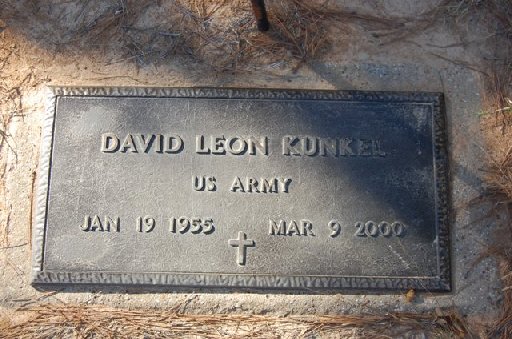 DAVID LEON KUNKEL
US ARMY
JAN 19 1955 MAR 9 2000